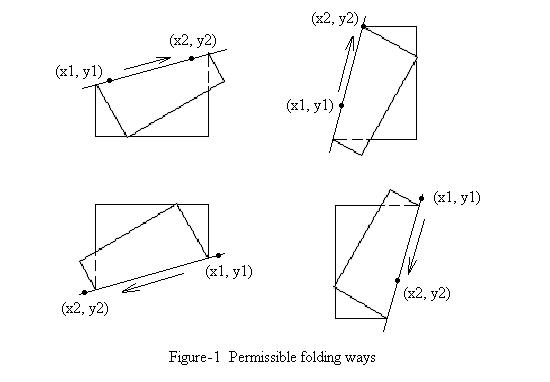 (x2, y2)
(x2, y2)
(x1, y1)
(x1, y1)
(x1, y1)
(x1, y1)
(x2, y2)
(x2, y2)
Figure-1 Permissible folding ways